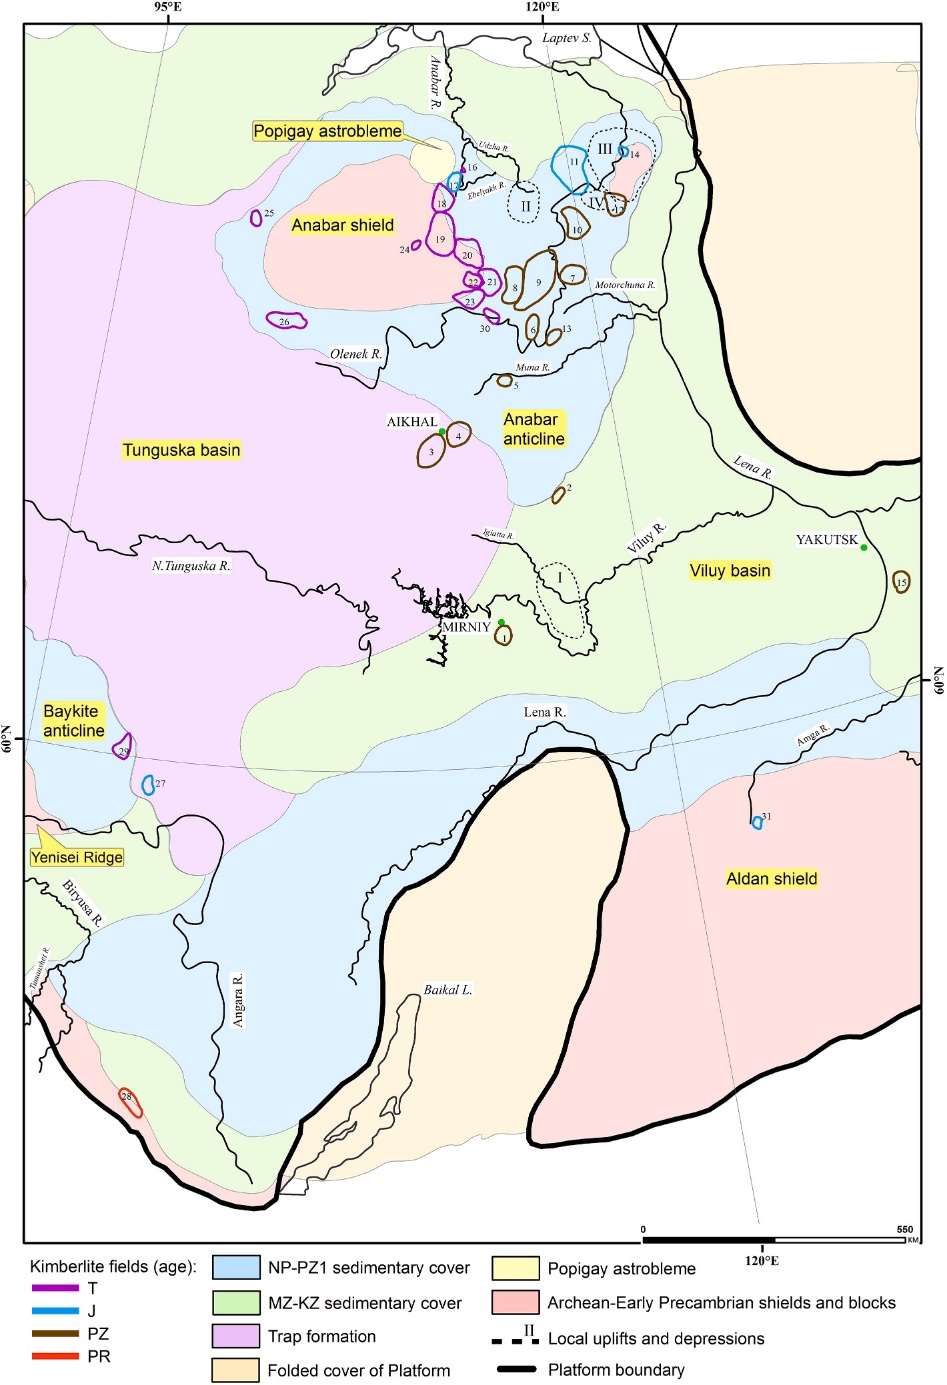 95°E
120°E
Laptev S.
Anabar R.
Popigay astrobleme
Udzha R.
III
14
11
16
17
Ebelyakh R.
II
IV
12
18
25
Anabar shield
10
19
24
20
22
21
8
9
7
Motorchuna R.
23
26
30
6
13
Olenek R.
Muna R.
5
AIKHAL
Anabar
anticline
4
3
Tunguska basin
Lena R.
2
Igiatta R.
Viluy R.
YAKUTSK
N.Tunguska R.
I
Viluy basin
15
MIRNIY
1
60°N
Baykite
anticline
Lena R.
29
60°N
Amga R.
27
31
Yenisei Ridge
Aldan shield
Biryusa R.
Angara R.
Baikal L.
28
0
550
KM
120°E
Kimberlite fields (age):
T
J
PZ
PR
NP-PZ1 sedimentary cover
MZ-KZ sedimentary cover
Trap formation
Folded cover of Platform
Popigay astrobleme
Archean-Early Precambrian shields and blocks
II
Local uplifts and depressions
Platform boundary